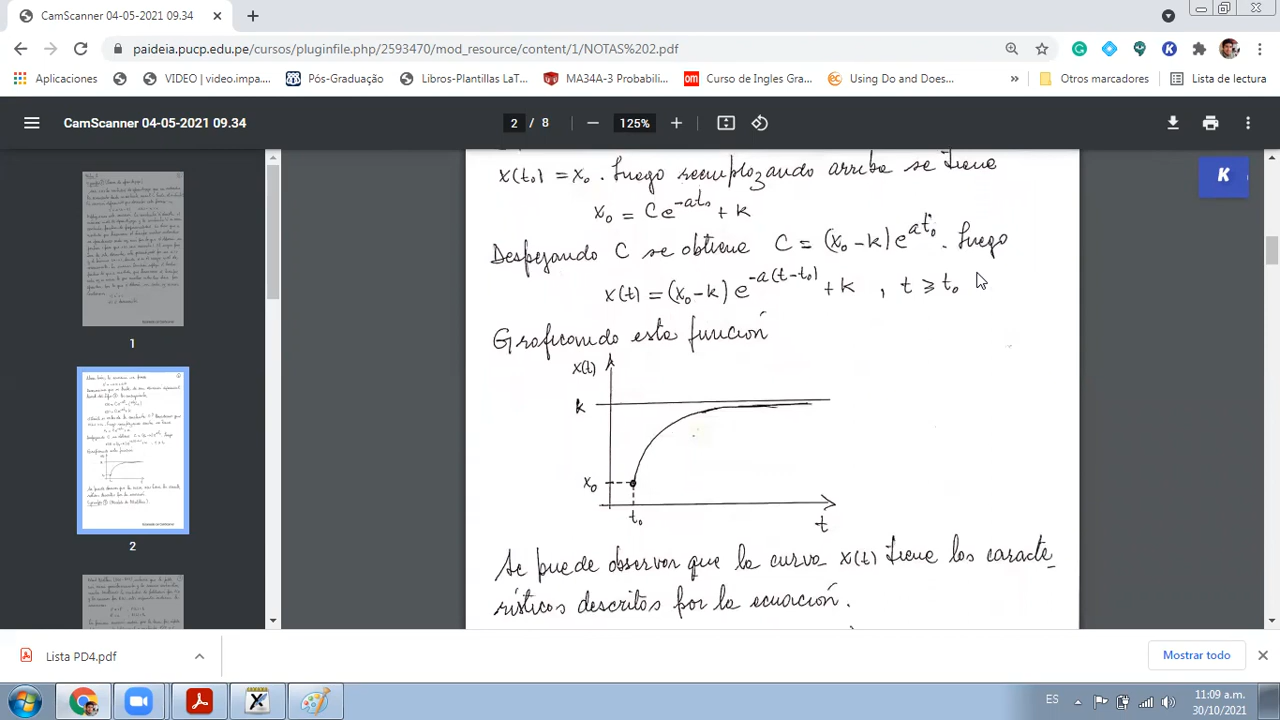 CamScanner 04-05-2021 09.34
paideia.pucp.edu.pe/cursos/pluginfile.php/2593470/mod_resource/content/1/NOTAS%202.pdf
Aplicaciones
VIDEO | video.impa...
Pós-Graduação
Libros-Plantillas LaT...
MA34A-3 Probabili...
om
Curso de Ingles Gra...
Using Do and Does...
»
Otros marcadores
Lista de lectura
CamScanner 04-05-2021 09.34
2 / 8
125%
K
x(t₀) = x₀. Luego reemplazando arriba se tiene
x₀ = C e^{-at₀} + k
Despejando C se obtiene C = (x₀-k) e^{at₀}. Luego
x(t) = (x₀-k) e^{-a(t-t₀)} + k , t ≥ t₀
Graficando esta función
x(t)
k
x₀
t₀
t
Se puede observar que la curva x(t) tiene las caracte_
rísticas descritas por la ecuación.
1
2
Lista PD4.pdf
Mostrar todo
ES
11:09 a.m.
30/10/2021